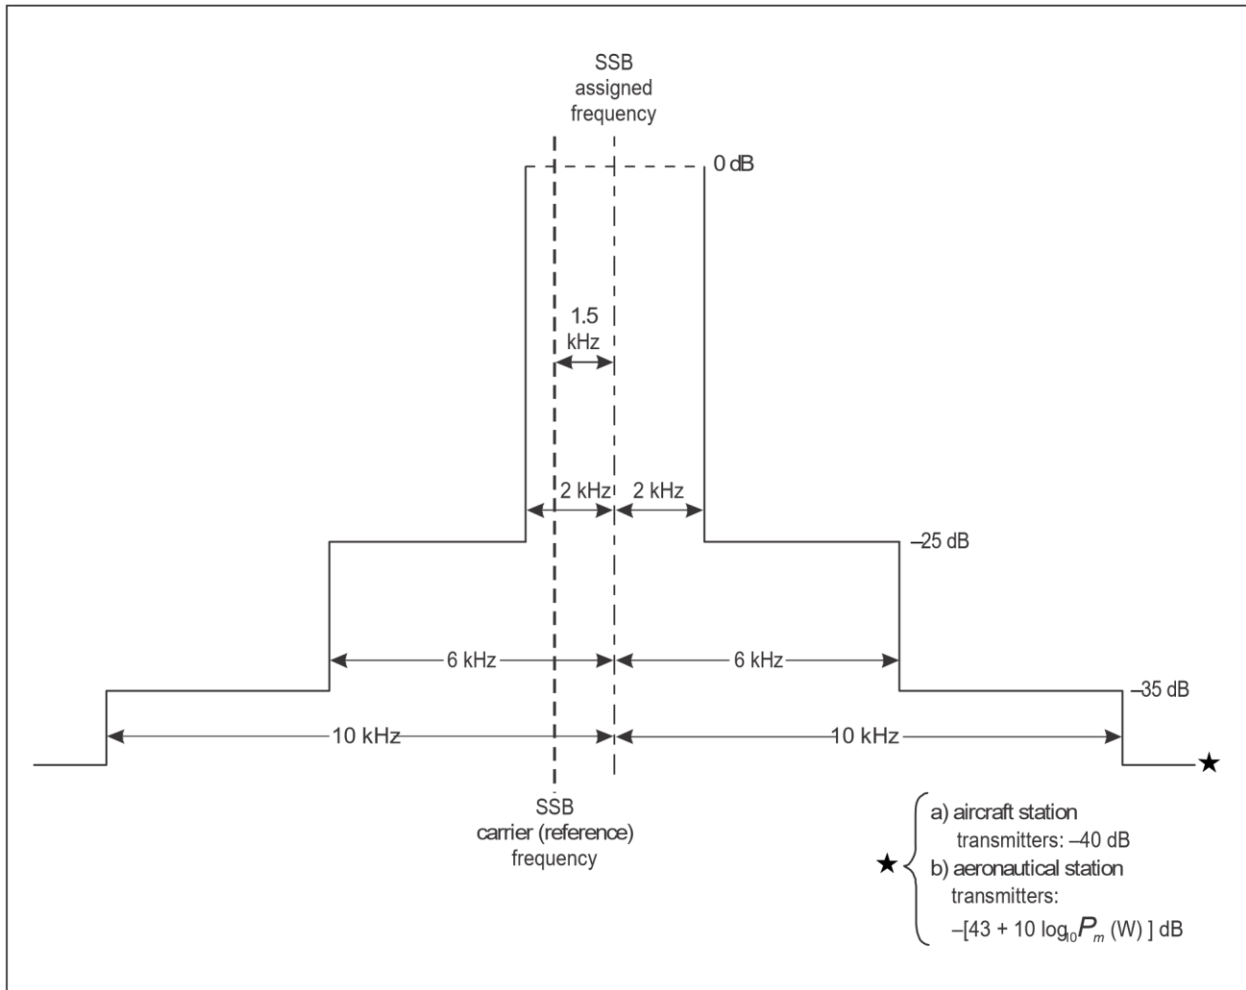 SSB
assigned
frequency
0 dB
1.5
kHz
2 kHz
2 kHz
–25 dB
6 kHz
6 kHz
–35 dB
10 kHz
10 kHz
★
SSB
carrier (reference)
frequency
a) aircraft station
transmitters: –40 dB
★
b) aeronautical station
transmitters:
–[43 + 10 log₁₀Pₘ (W) ] dB